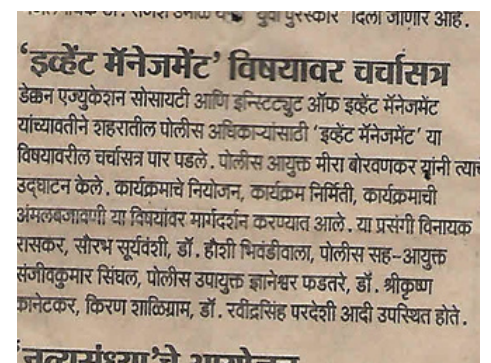 डॉ. राजेश उमाळे यांना 'युवा पुरस्कार' दिला जाणार आहे.
'इव्हेंट मॅनेजमेंट' विषयावर चर्चासत्र
डेक्कन एज्युकेशन सोसायटी आणि इन्स्टिट्युट ऑफ इव्हेंट मॅनेजमेंट
यांच्यावतीने शहरातील पोलीस अधिकाऱ्यांसाठी 'इव्हेंट मॅनेजमेंट' या
विषयावरील चर्चासत्र पार पडले. पोलीस आयुक्त मीरा बोरवणकर यांनी त्याचे
उद्‌घाटन केले. कार्यक्रमाचे नियोजन, कार्यक्रम निर्मिती, कार्यक्रमाची
अंमलबजावणी या विषयांवर मार्गदर्शन करण्यात आले. या प्रसंगी विनायक
रासकर, सौरभ सूर्यवंशी, डॉ. हौशी भिवंडीवाला, पोलीस सह-आयुक्त
संजीवकुमार सिंघल, पोलीस उपायुक्त ज्ञानेश्वर फडतरे, डॉ. श्रीकृष्ण
कानेटकर, किरण शाळिग्राम, डॉ. रवींद्रसिंह परदेशी आदी उपस्थित होते.